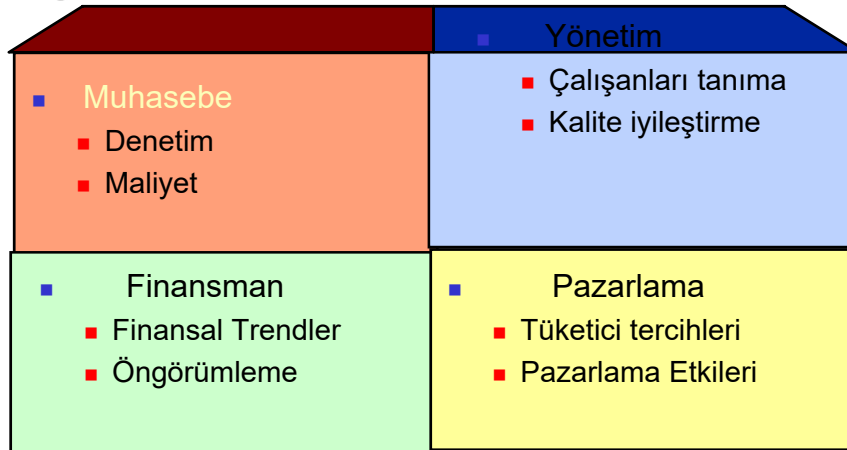 Muhasebe
Denetim
Maliyet
Yönetim
Çalışanları tanıma
Kalite iyileştirme
Finansman
Finansal Trendler
Öngörümleme
Pazarlama
Tüketici tercihleri
Pazarlama Etkileri